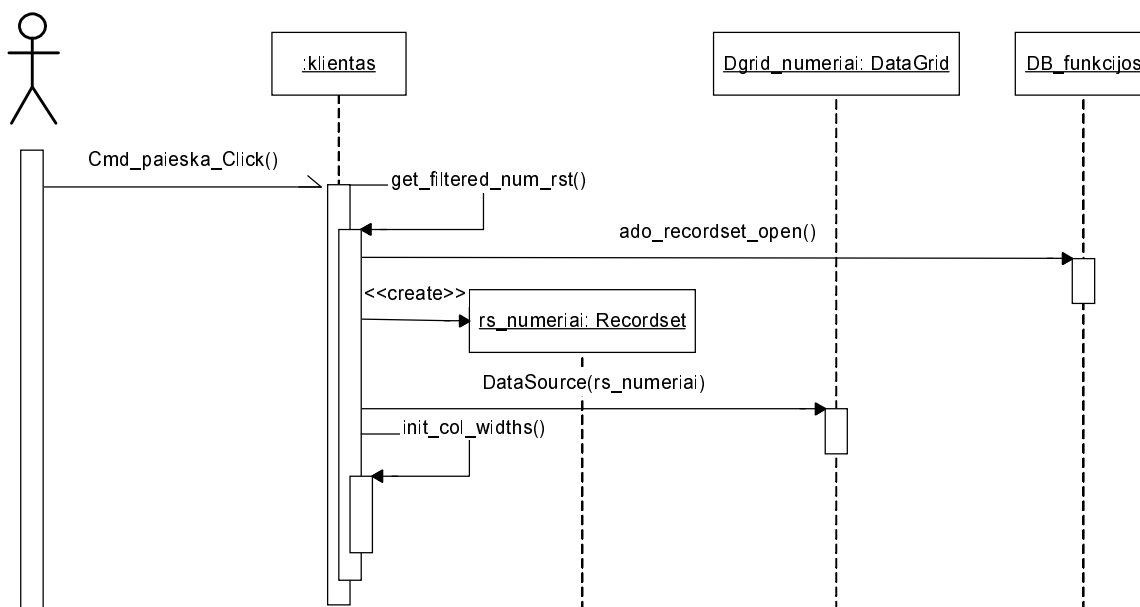 :klientas
Dgrid_numeriai: DataGrid
DB_funkcijos
Cmd_paieska_Click()
get_filtered_num_rst()
ado_recordset_open()
<<create>>
rs_numeriai: Recordset
DataSource(rs_numeriai)
init_col_widths()